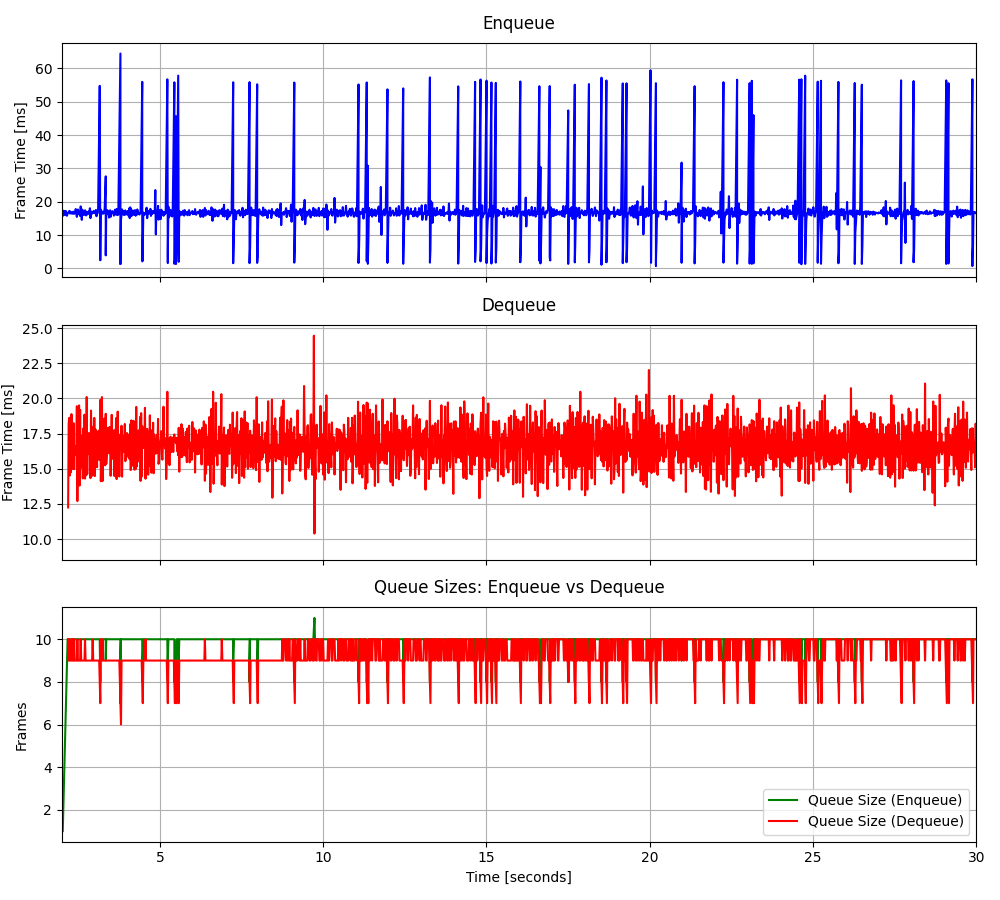 Enqueue
Frame Time [ms]
60
50
40
30
20
10
0
Dequeue
Frame Time [ms]
25.0
22.5
20.0
17.5
15.0
12.5
10.0
Queue Sizes: Enqueue vs Dequeue
Frames
10
8
6
4
2
Queue Size (Enqueue)
Queue Size (Dequeue)
5 10 15 20 25 30
Time [seconds]